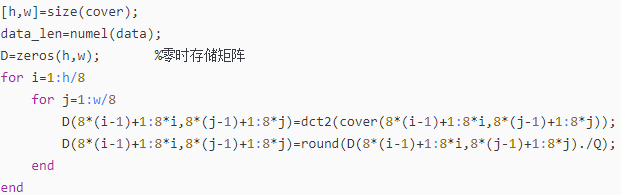 [h,w]=size(cover);
data_len=numel(data);
D=zeros(h,w);       %零时存储矩阵
for i=1:h/8
    for j=1:w/8
        D(8*(i-1)+1:8*i,8*(j-1)+1:8*j)=dct2(cover(8*(i-1)+1:8*i,8*(j-1)+1:8*j));
        D(8*(i-1)+1:8*i,8*(j-1)+1:8*j)=round(D(8*(i-1)+1:8*i,8*(j-1)+1:8*j)./Q);
    end
end